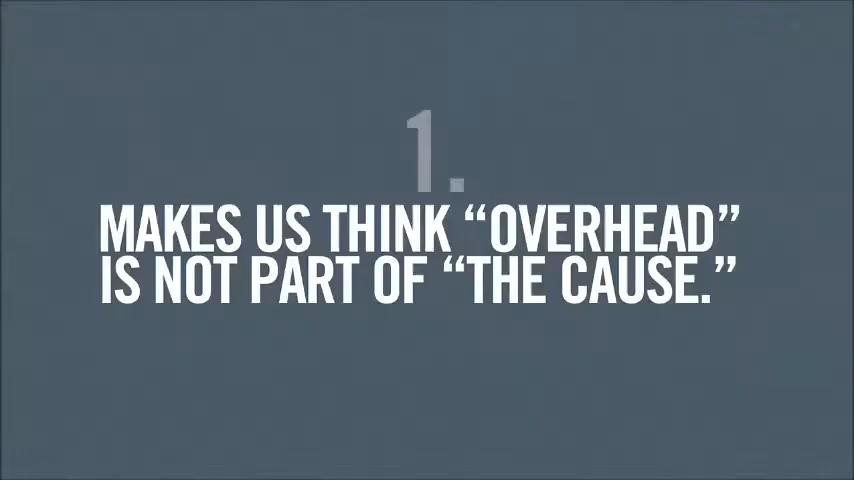 1.
MAKES US THINK “OVERHEAD”
IS NOT PART OF “THE CAUSE.”